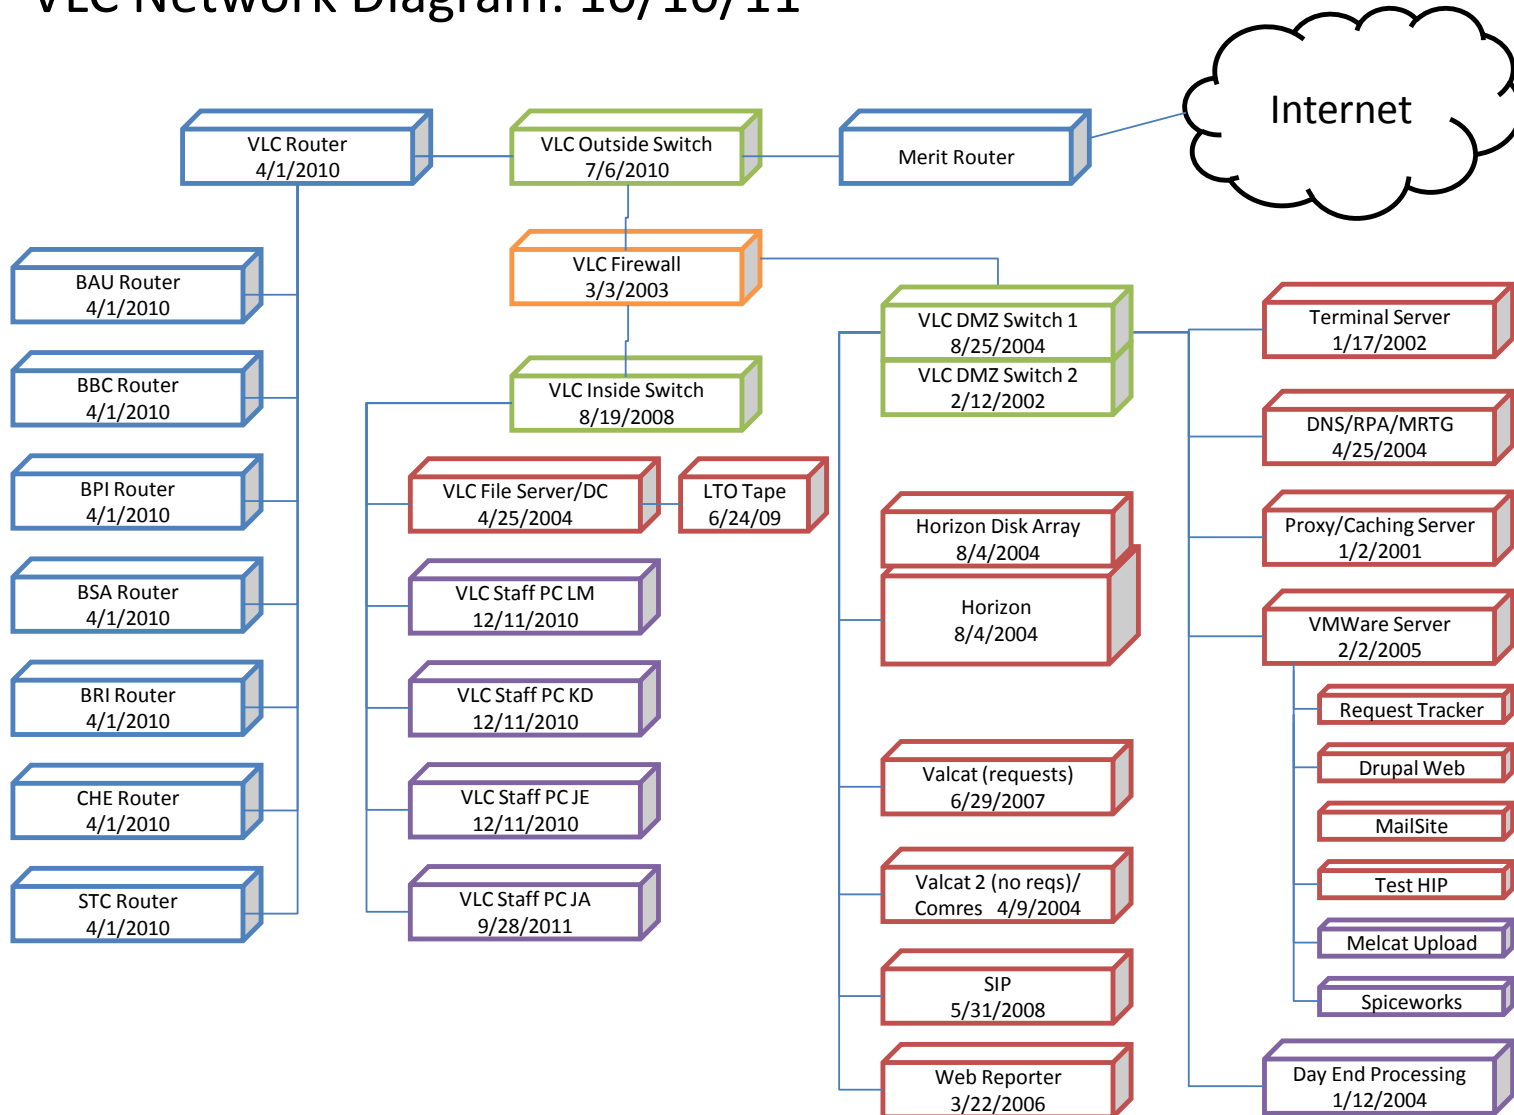 VLC Network Diagram: 10/10/11
Internet
VLC Router
4/1/2010
VLC Outside Switch
7/6/2010
Merit Router
BAU Router
4/1/2010
BBC Router
4/1/2010
BPI Router
4/1/2010
BSA Router
4/1/2010
BRI Router
4/1/2010
CHE Router
4/1/2010
STC Router
4/1/2010
VLC Firewall
3/3/2003
VLC Inside Switch
8/19/2008
VLC File Server/DC
4/25/2004
LTO Tape
6/24/09
VLC Staff PC LM
12/11/2010
VLC Staff PC KD
12/11/2010
VLC Staff PC JE
12/11/2010
VLC Staff PC JA
9/28/2011
VLC DMZ Switch 1
8/25/2004
VLC DMZ Switch 2
2/12/2002
Horizon Disk Array
8/4/2004
Horizon
8/4/2004
Valcat (requests)
6/29/2007
Valcat 2 (no reqs)/
Comres 4/9/2004
SIP
5/31/2008
Web Reporter
3/22/2006
Terminal Server
1/17/2002
DNS/RPA/MRTG
4/25/2004
Proxy/Caching Server
1/2/2001
VMWare Server
2/2/2005
Request Tracker
Drupal Web
MailSite
Test HIP
Melcat Upload
Spiceworks
Day End Processing
1/12/2004